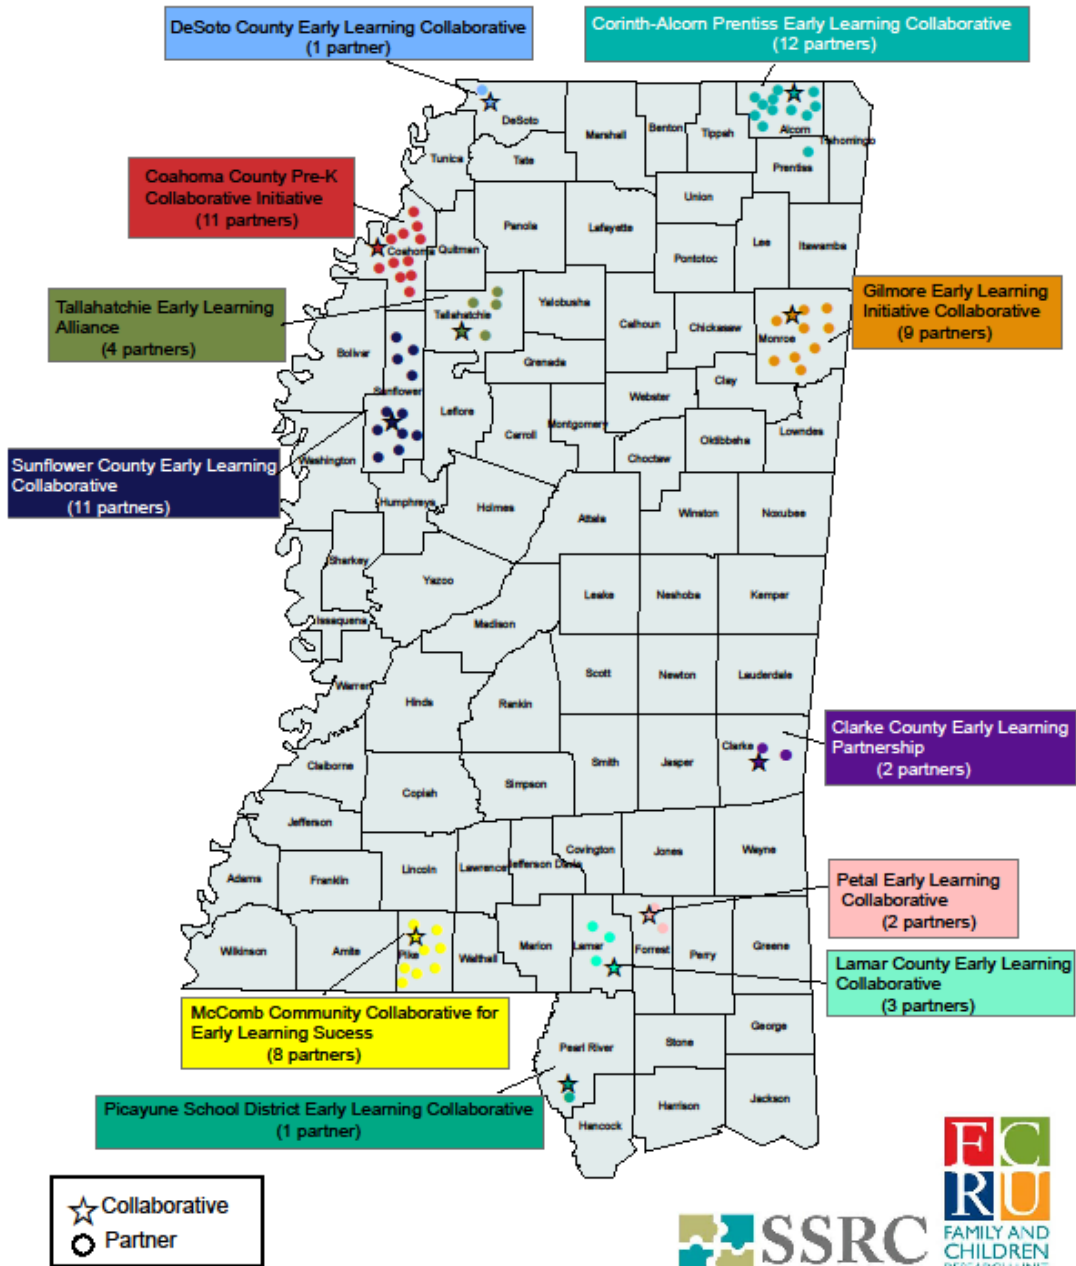 DeSoto County Early Learning Collaborative
(1 partner)
Corinth-Alcorn Prentiss Early Learning Collaborative
(12 partners)
DeSoto
Marshall
Benton
Tippah
Alcorn
Tishomingo
Prentiss
Tunica
Tate
Coahoma County Pre-K
Collaborative Initiative
(11 partners)
Union
Panola
Lafayette
Lee
Itawamba
Coahoma
Quitman
Pontotoc
Tallahatchie Early Learning
Alliance
(4 partners)
Gilmore Early Learning
Initiative Collaborative
(9 partners)
Tallahatchie
Yalobusha
Calhoun
Chickasaw
Monroe
Bolivar
Grenada
Clay
Sunflower
Leflore
Webster
Montgomery
Carroll
Oktibbeha
Lowndes
Choctaw
Washington
Sunflower County Early Learning
Collaborative
(11 partners)
Humphreys
Holmes
Attala
Winston
Noxubee
Sharkey
Yazoo
Leake
Neshoba
Kemper
Issaquena
Madison
Scott
Newton
Lauderdale
Warren
Hinds
Rankin
Clarke County Early Learning
Partnership
(2 partners)
Clarke
Claiborne
Smith
Jasper
Simpson
Copiah
Jefferson
Covington
Jones
Wayne
Lincoln
Lawrence
Jefferson Davis
Adams
Franklin
Petal Early Learning
Collaborative
(2 partners)
Wilkinson
Amite
Pike
Walthall
Marion
Lamar
Forrest
Perry
Greene
Lamar County Early Learning
Collaborative
(3 partners)
McComb Community Collaborative for
Early Learning Sucess
(8 partners)
George
Pearl River
Stone
Picayune School District Early Learning Collaborative
(1 partner)
Harrison
Jackson
Hancock
Collaborative
Partner
SSRC
FC
RU
FAMILY AND
CHILDREN
RESEARCH UNIT